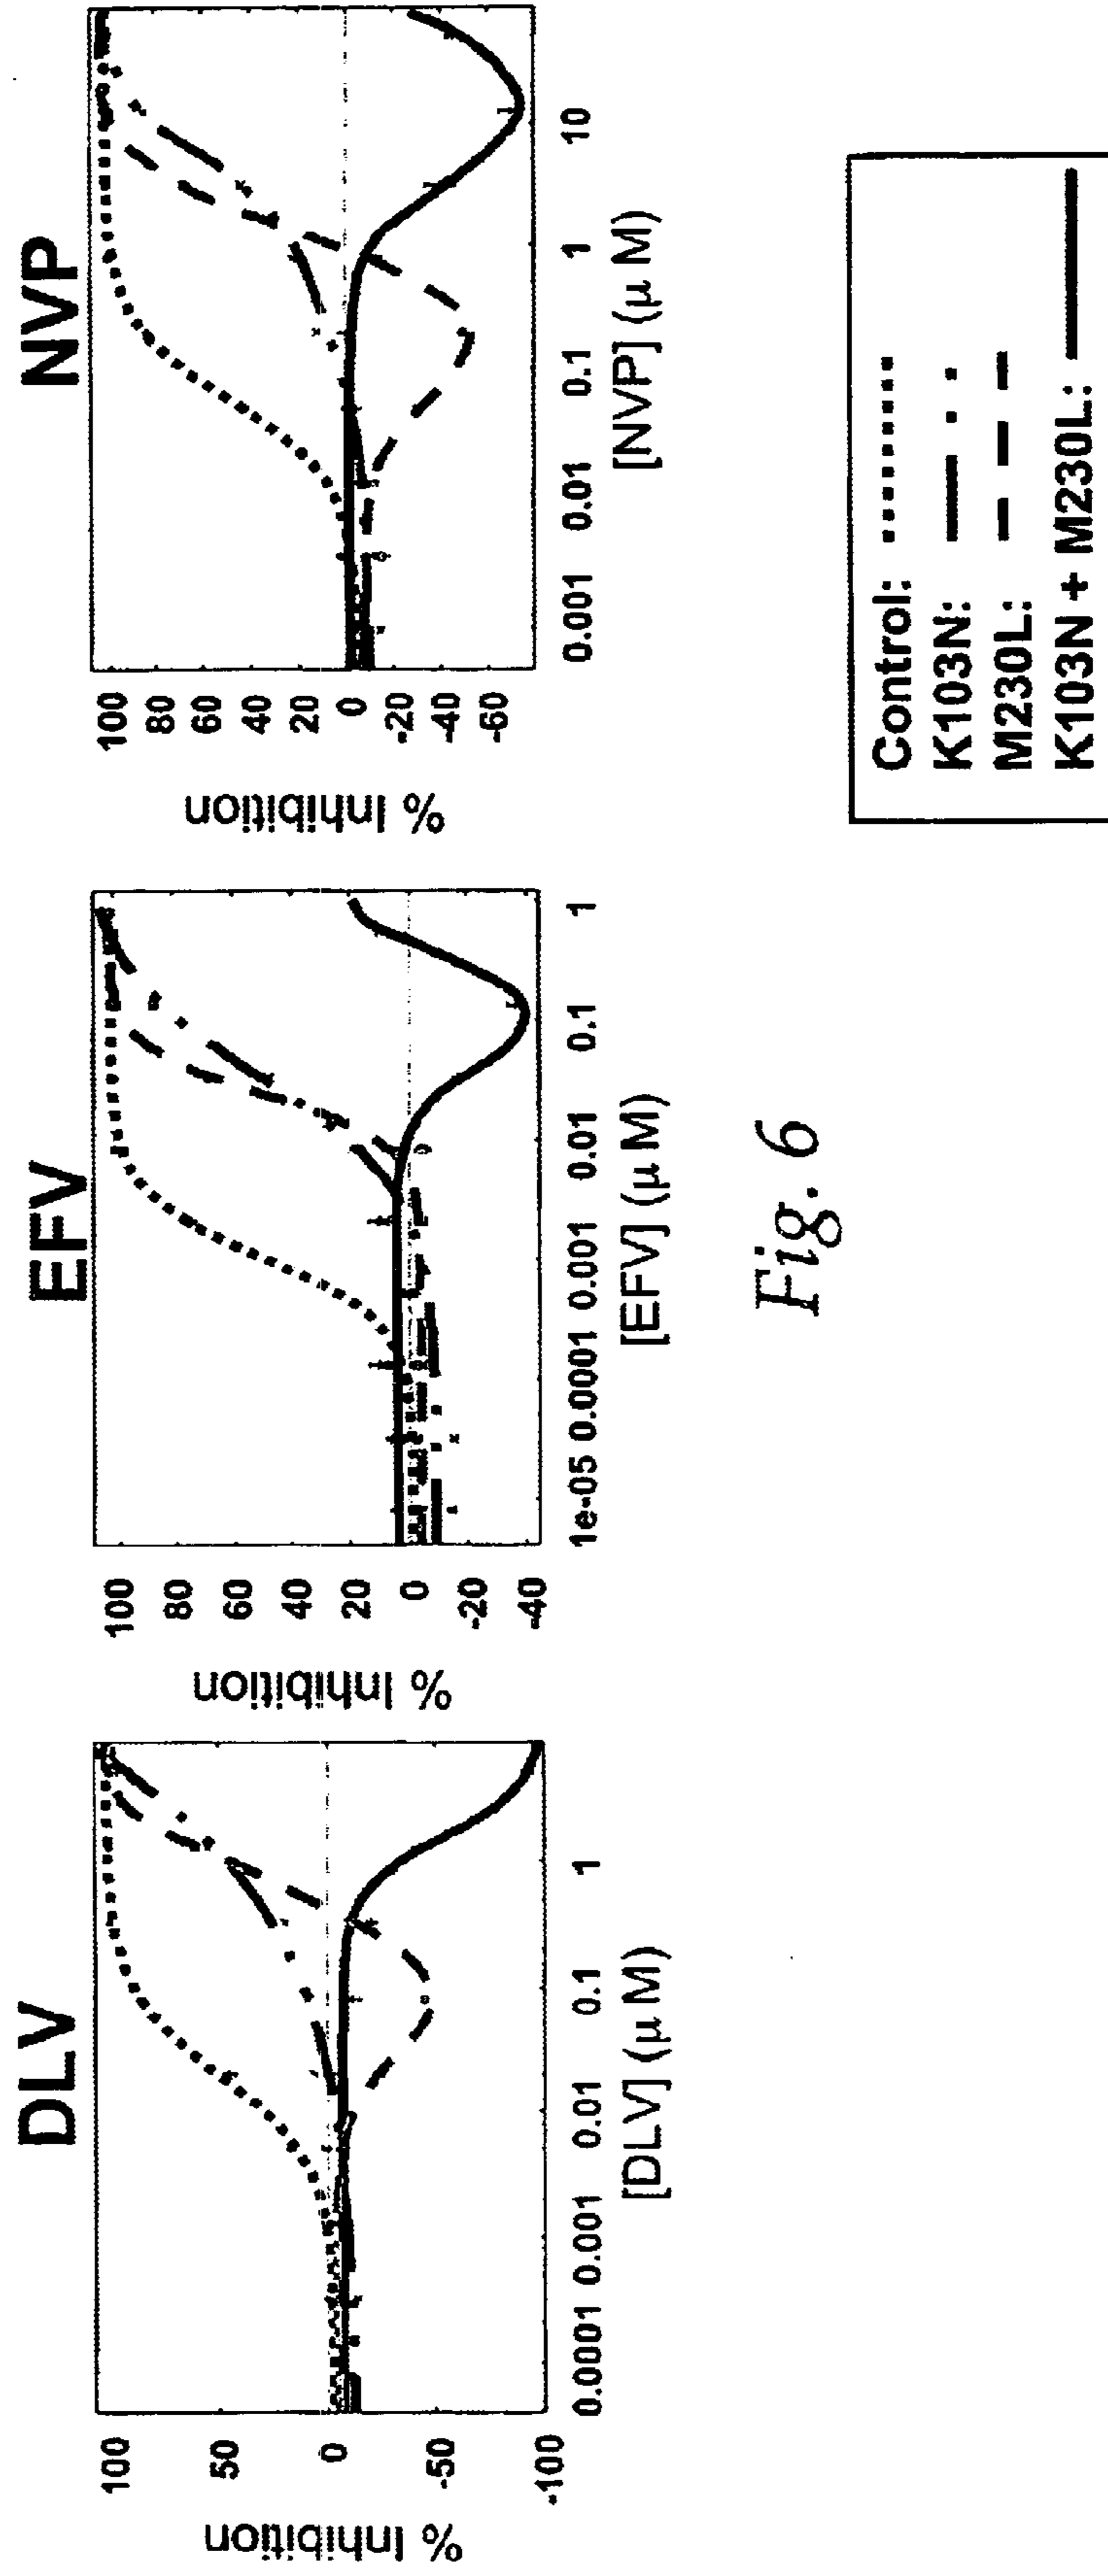 DLV
% Inhibition
100
50
0
-50
-100
0.0001 0.001 0.01 0.1 1
[DLV] (μ M)
EFV
% Inhibition
100
80
60
40
20
0
-20
-40
1e-05 0.0001 0.001 0.01 0.1 1
[EFV] (μ M)
NVP
% Inhibition
100
80
60
40
20
0
-20
-40
-60
0.001 0.01 0.1 1 10
[NVP] (μ M)
Control:
K103N:
M230L:
K103N + M230L:
Fig. 6